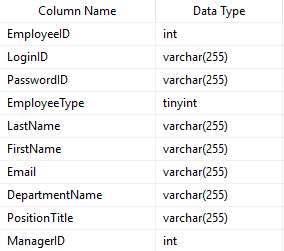 Column Name Data Type
EmployeeID int
LoginID varchar(255)
PasswordID varchar(255)
EmployeeType tinyint
LastName varchar(255)
FirstName varchar(255)
Email varchar(255)
DepartmentName varchar(255)
PositionTitle varchar(255)
ManagerID int